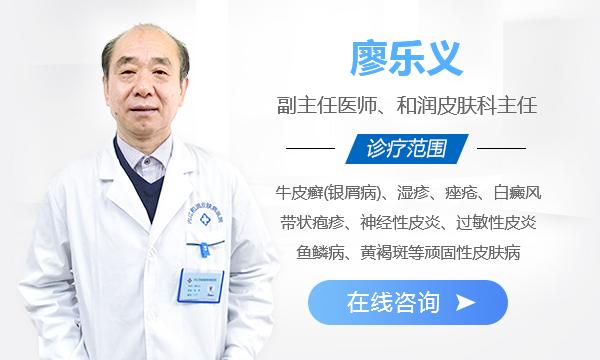 廖乐义
副主任医师、和润皮肤科主任
诊疗范围
牛皮癣(银屑病)、湿疹、痤疮、白癜风
带状疱疹、神经性皮炎、过敏性皮炎
鱼鳞病、黄褐斑等顽固性皮肤病
在线咨询